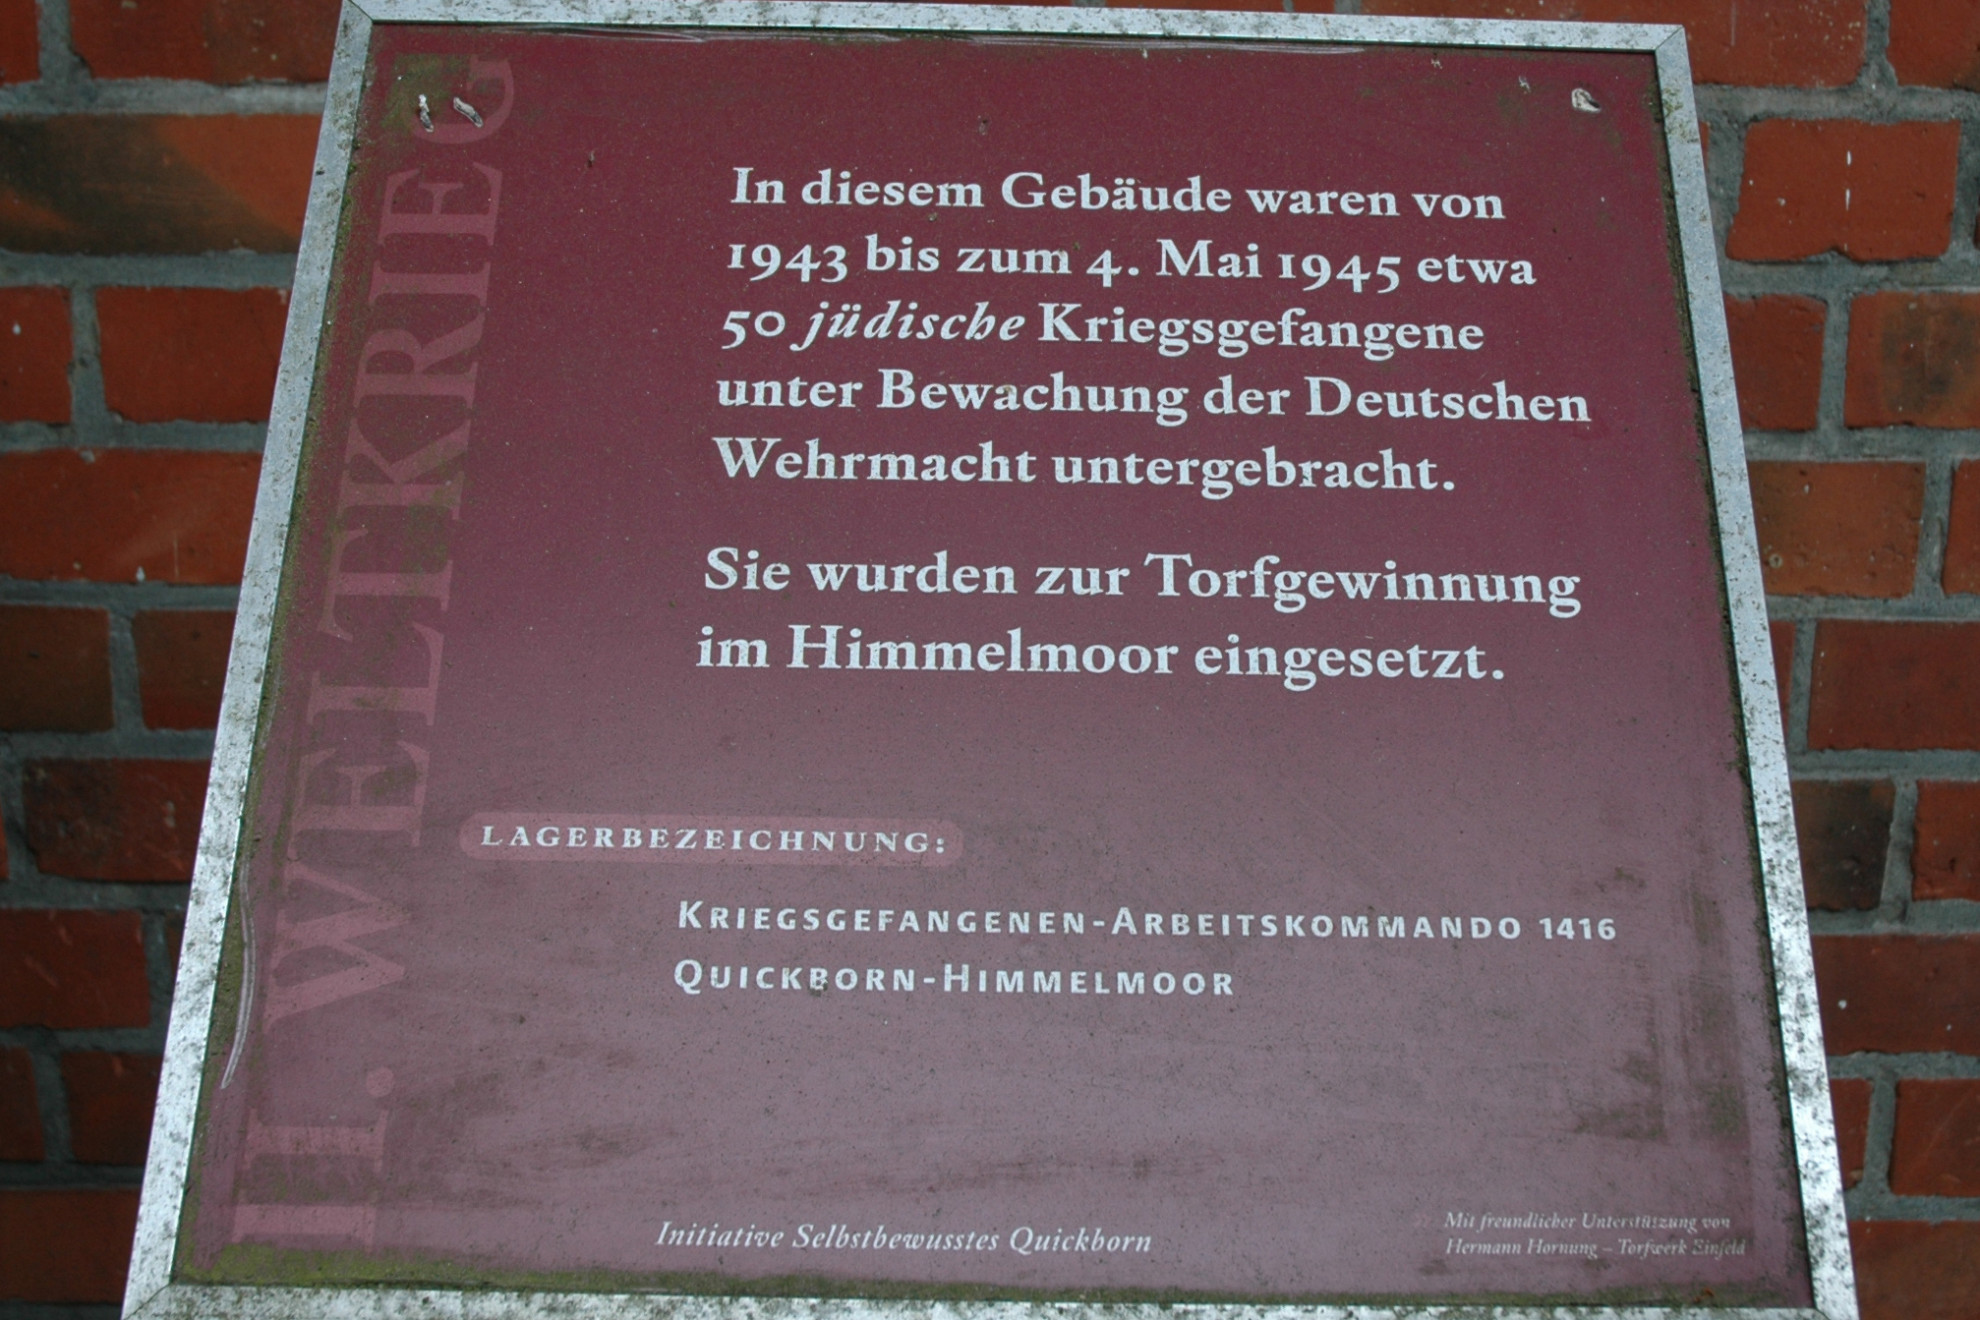 II. WELTKRIEG
In diesem Gebäude waren von
1943 bis zum 4. Mai 1945 etwa
50 jüdische Kriegsgefangene
unter Bewachung der Deutschen
Wehrmacht untergebracht.
Sie wurden zur Torfgewinnung
im Himmelmoor eingesetzt.
LAGERBEZEICHNUNG:
KRIEGSGEFANGENEN-ARBEITSKOMMANDO 1416
QUICKBORN-HIMMELMOOR
Initiative Selbstbewusstes Quickborn
Mit freundlicher Unterstützung von
Hermann Hornung – Torfwerk Einfeld